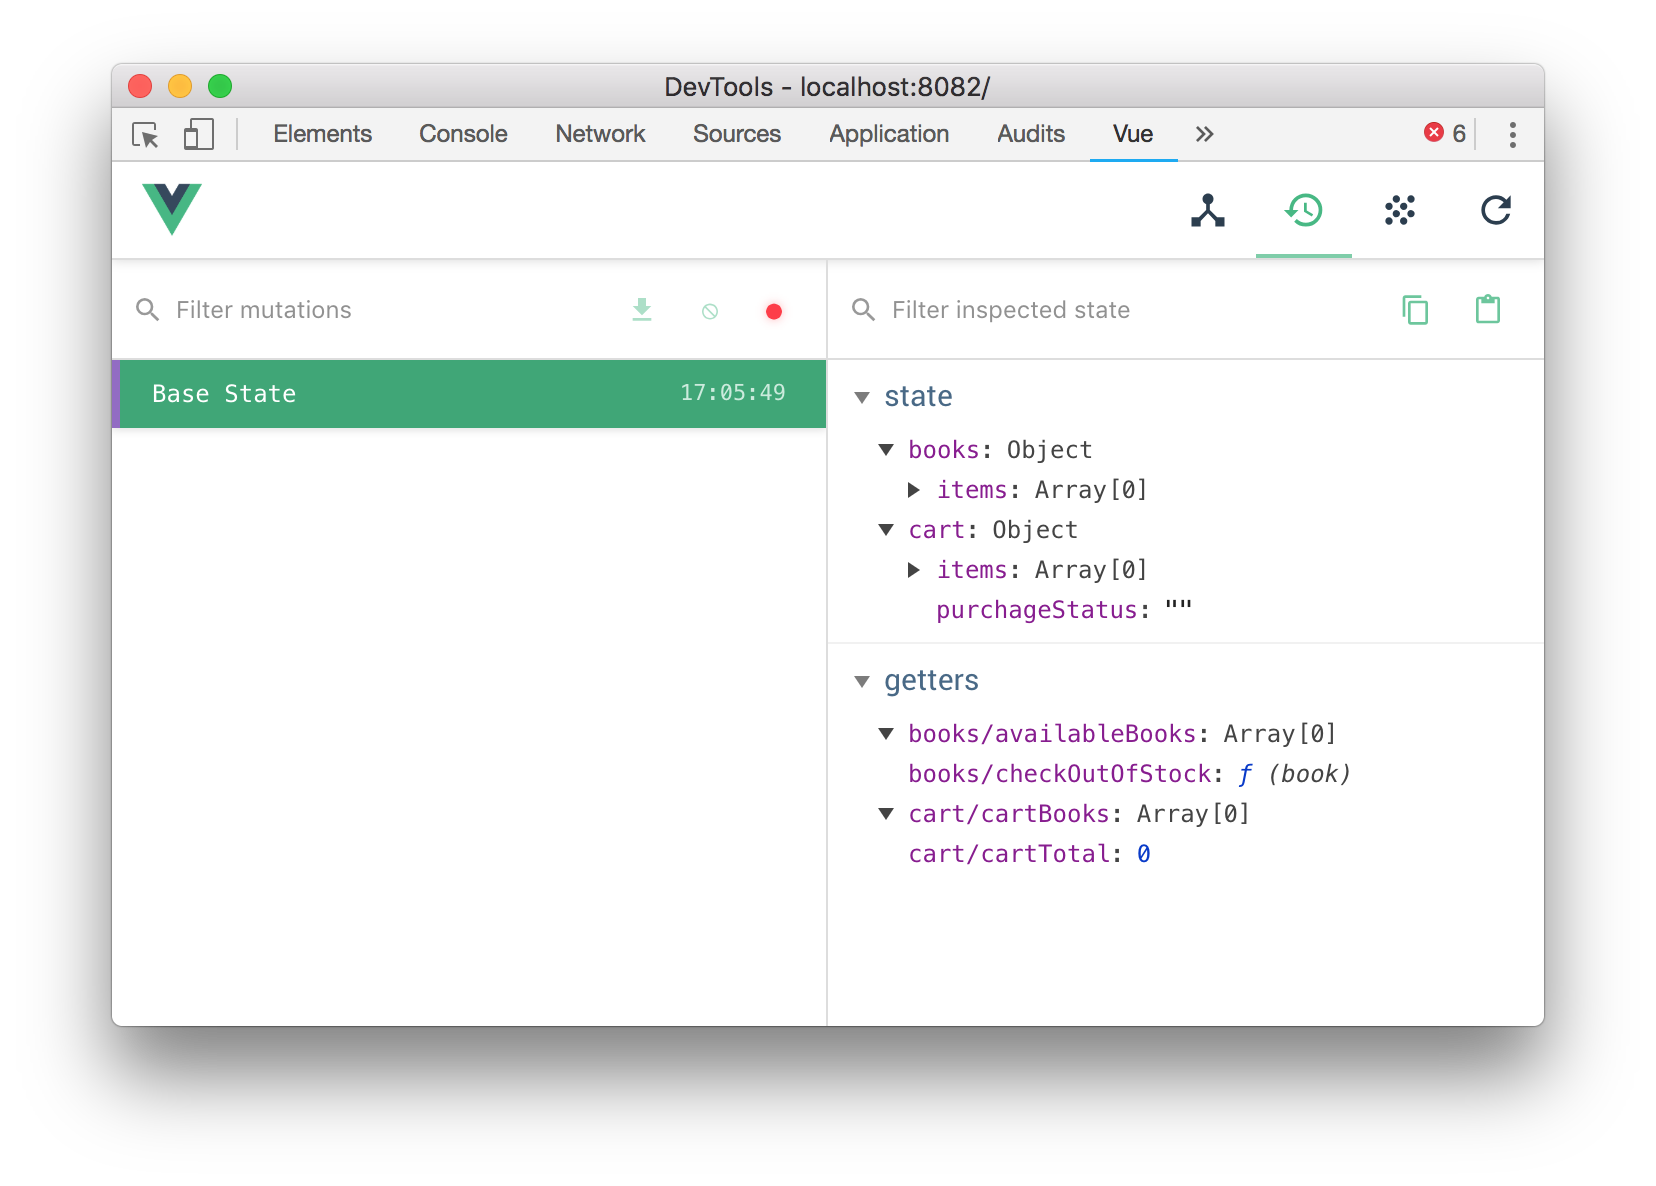 DevTools - localhost:8082/
Elements Console Network Sources Application Audits Vue » 6
Filter mutations
Filter inspected state
Base State 17:05:49
state
books: Object
items: Array[0]
cart: Object
items: Array[0]
purchageStatus: ""
getters
books/availableBooks: Array[0]
books/checkOutOfStock: ƒ (book)
cart/cartBooks: Array[0]
cart/cartTotal: 0